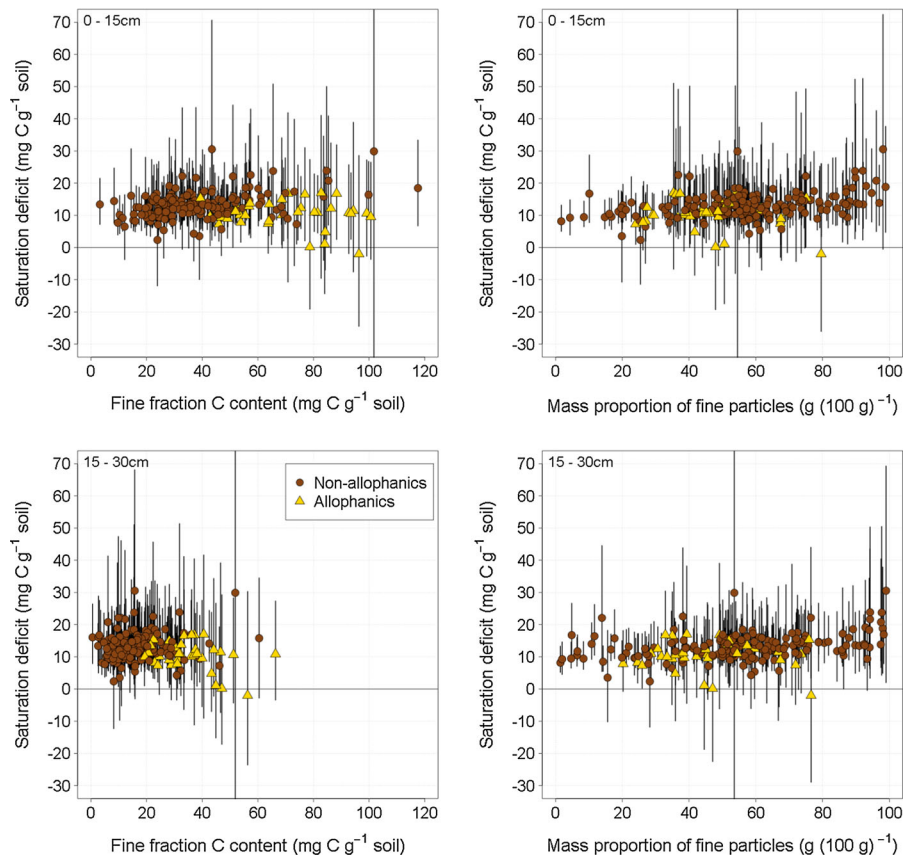 0 - 15cm
70
60
50
40
30
20
10
0
-10
-20
-30
Saturation deficit (mg C g⁻¹ soil)
0 20 40 60 80 100 120
Fine fraction C content (mg C g⁻¹ soil)
0 - 15cm
70
60
50
40
30
20
10
0
-10
-20
-30
Saturation deficit (mg C g⁻¹ soil)
0 20 40 60 80 100
Mass proportion of fine particles (g (100 g)⁻¹)
15 - 30cm
70
60
50
40
30
20
10
0
-10
-20
-30
Saturation deficit (mg C g⁻¹ soil)
Non-allophanics
Allophanics
0 20 40 60 80 100 120
Fine fraction C content (mg C g⁻¹ soil)
15 - 30cm
70
60
50
40
30
20
10
0
-10
-20
-30
Saturation deficit (mg C g⁻¹ soil)
0 20 40 60 80 100
Mass proportion of fine particles (g (100 g)⁻¹)